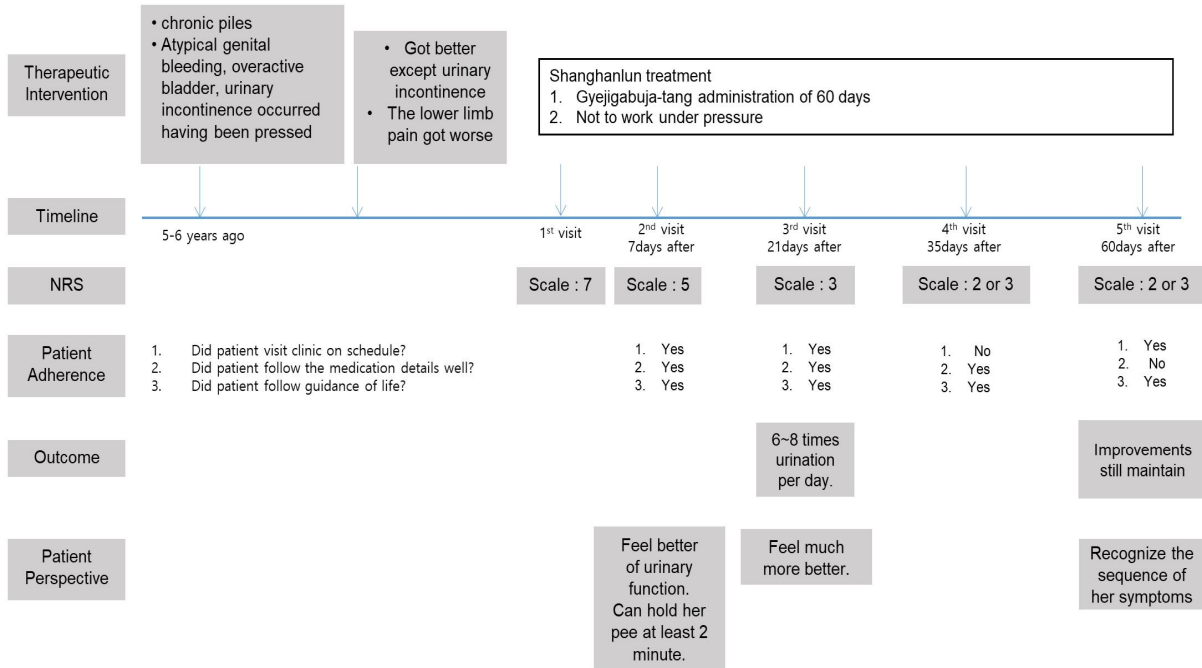 Therapeutic
Intervention
• chronic piles
• Atypical genital
bleeding, overactive
bladder, urinary
incontinence occurred
having been pressed
• Got better
except urinary
incontinence
• The lower limb
pain got worse
Shanghanlun treatment
1. Gyejigabuja-tang administration of 60 days
2. Not to work under pressure
Timeline
5-6 years ago
1st visit
2nd visit
7days after
3rd visit
21days after
4th visit
35days after
5th visit
60days after
NRS
Scale : 7
Scale : 5
Scale : 3
Scale : 2 or 3
Scale : 2 or 3
Patient
Adherence
1. Did patient visit clinic on schedule?
2. Did patient follow the medication details well?
3. Did patient follow guidance of life?
1. Yes
2. Yes
3. Yes
1. Yes
2. Yes
3. Yes
1. No
2. Yes
3. Yes
1. Yes
2. No
3. Yes
Outcome
6~8 times
urination
per day.
Improvements
still maintain
Patient
Perspective
Feel better
of urinary
function.
Can hold her
pee at least 2
minute.
Feel much
more better.
Recognize the
sequence of
her symptoms